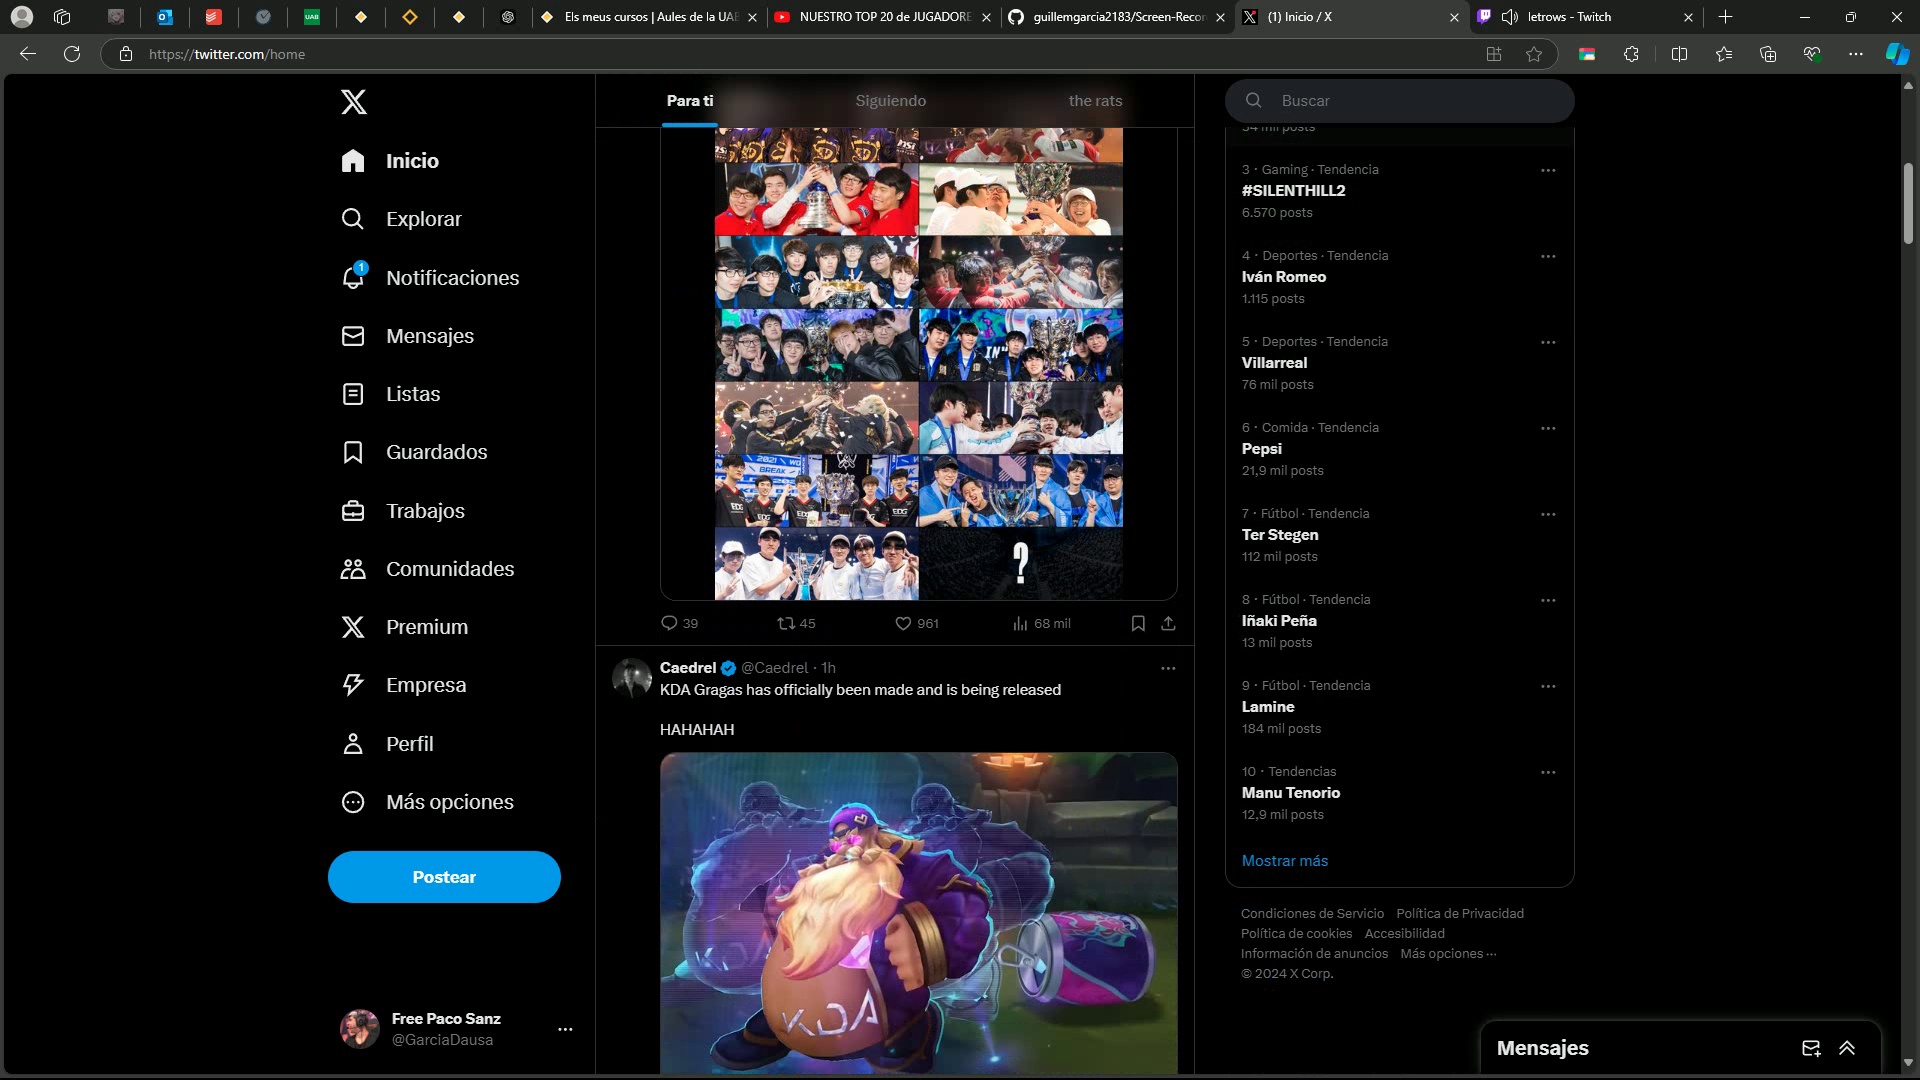 Els meus cursos | Aules de la UAB
NUESTRO TOP 20 de JUGADORE
guillemgarcia2183/Screen-Recor
(1) Inicio / X
letrows - Twitch
https://twitter.com/home
Inicio
Explorar
1
Notificaciones
Mensajes
Listas
Guardados
Trabajos
Comunidades
Premium
Empresa
Perfil
Más opciones
Postear
Free Paco Sanz
@GarciaDausa
Para ti
Siguiendo
the rats
2021
BREAK
EDG
EDG
EDG
?
39
45
961
68 mil
Caedrel @Caedrel · 1h
KDA Gragas has officially been made and is being released
HAHAHAH
KDA
Buscar
54 mil posts
3 · Gaming · Tendencia
#SILENTHILL2
6.570 posts
4 · Deportes · Tendencia
Iván Romeo
1.115 posts
5 · Deportes · Tendencia
Villarreal
76 mil posts
6 · Comida · Tendencia
Pepsi
21,9 mil posts
7 · Fútbol · Tendencia
Ter Stegen
112 mil posts
8 · Fútbol · Tendencia
Iñaki Peña
13 mil posts
9 · Fútbol · Tendencia
Lamine
184 mil posts
10 · Tendencias
Manu Tenorio
12,9 mil posts
Mostrar más
Condiciones de Servicio Política de Privacidad
Política de cookies Accesibilidad
Información de anuncios Más opciones ···
© 2024 X Corp.
Mensajes